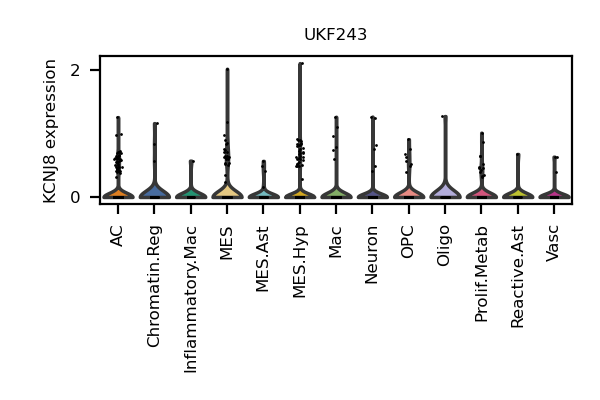 UKF243
KCNJ8 expression
2
0
AC
Chromatin.Reg
Inflammatory.Mac
MES
MES.Ast
MES.Hyp
Mac
Neuron
OPC
Oligo
Prolif.Metab
Reactive.Ast
Vasc